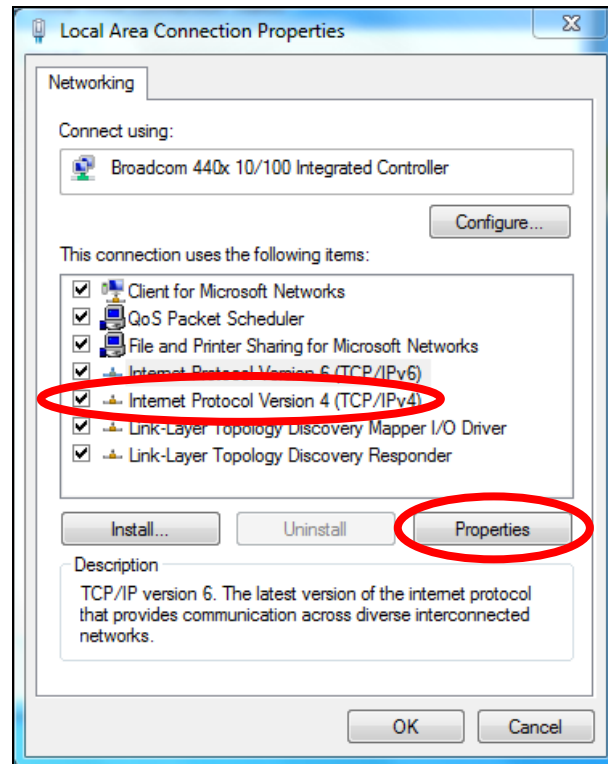 Local Area Connection Properties
Networking
Connect using:
Broadcom 440x 10/100 Integrated Controller
Configure...
This connection uses the following items:
Client for Microsoft Networks
QoS Packet Scheduler
File and Printer Sharing for Microsoft Networks
Internet Protocol Version 6 (TCP/IPv6)
Internet Protocol Version 4 (TCP/IPv4)
Link-Layer Topology Discovery Mapper I/O Driver
Link-Layer Topology Discovery Responder
Install...
Uninstall
Properties
Description
TCP/IP version 6. The latest version of the internet protocol
that provides communication across diverse interconnected
networks.
OK
Cancel